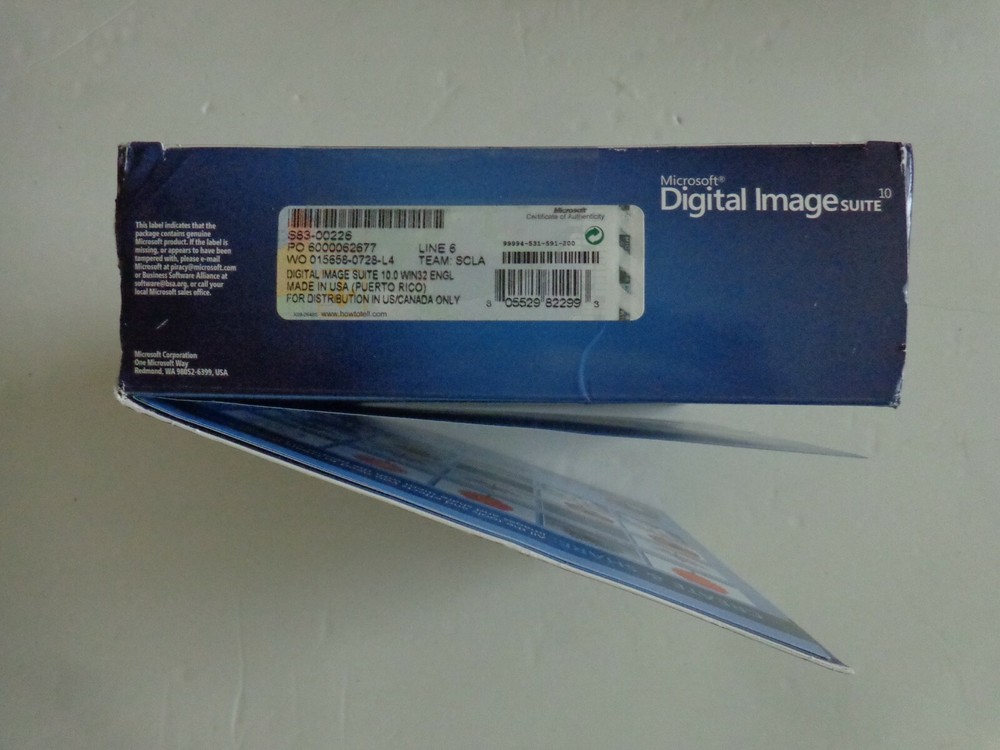 Microsoft®
Digital Image SUITE 10
This label indicates that the
package contains genuine
Microsoft product. If the label is
missing, or appears to have been
tampered with, please e-mail
Microsoft at piracy@microsoft.com
or Business Software Alliance at
software@bsa.org, or call your
local Microsoft sales office.
Microsoft Corporation
One Microsoft Way
Redmond, WA 98052-6399, USA
S83-00226
PO 6000062677 LINE 6
WO 015656-0728-L4 TEAM: SCLA
DIGITAL IMAGE SUITE 10.0 WIN32 ENGL
MADE IN USA (PUERTO RICO)
FOR DISTRIBUTION IN US/CANADA ONLY
www.howtotell.com
Microsoft
Certificate of Authenticity
99994-531-591-200
8 05529 82299 3